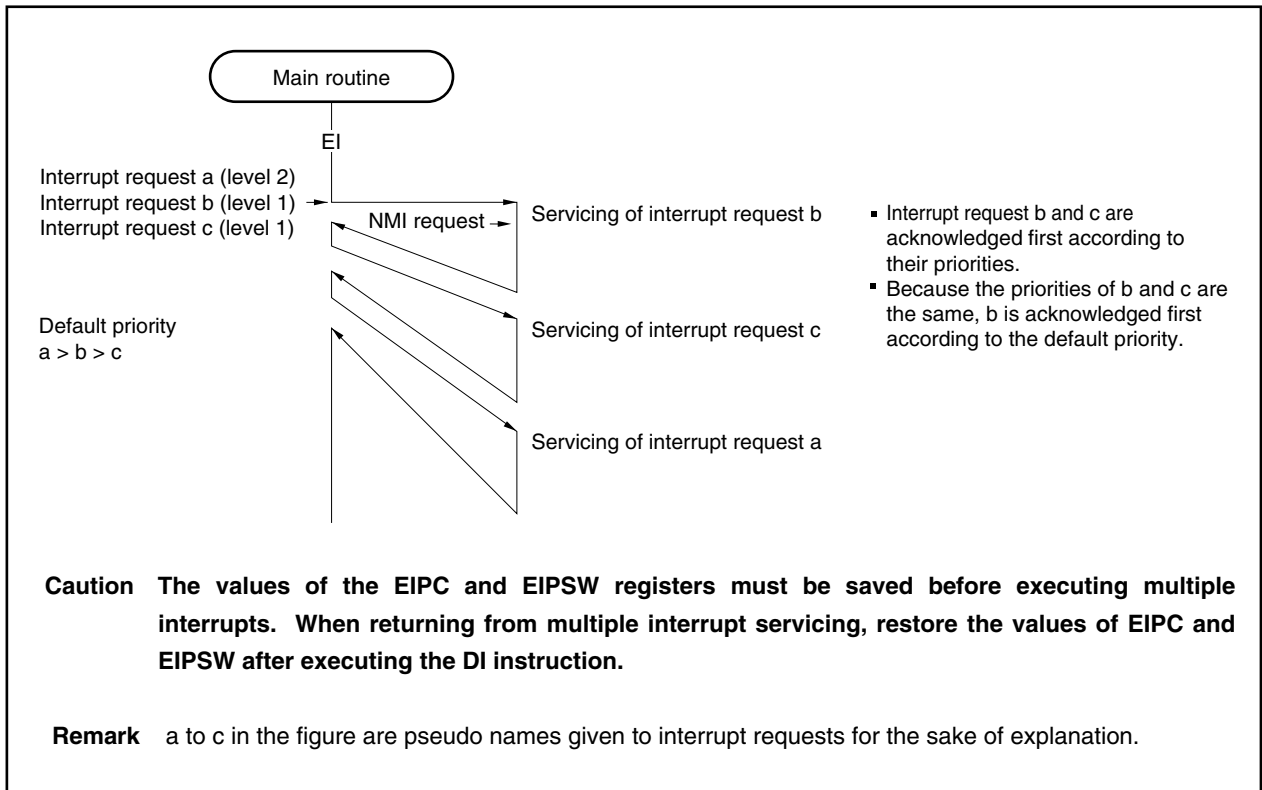 Main routine
EI
Interrupt request a (level 2)
Interrupt request b (level 1)
Interrupt request c (level 1)
NMI request
Servicing of interrupt request b
▪ Interrupt request b and c are
acknowledged first according to
their priorities.
▪ Because the priorities of b and c are
the same, b is acknowledged first
according to the default priority.
Default priority
a > b > c
Servicing of interrupt request c
Servicing of interrupt request a
Caution The values of the EIPC and EIPSW registers must be saved before executing multiple
interrupts. When returning from multiple interrupt servicing, restore the values of EIPC and
EIPSW after executing the DI instruction.
Remark a to c in the figure are pseudo names given to interrupt requests for the sake of explanation.